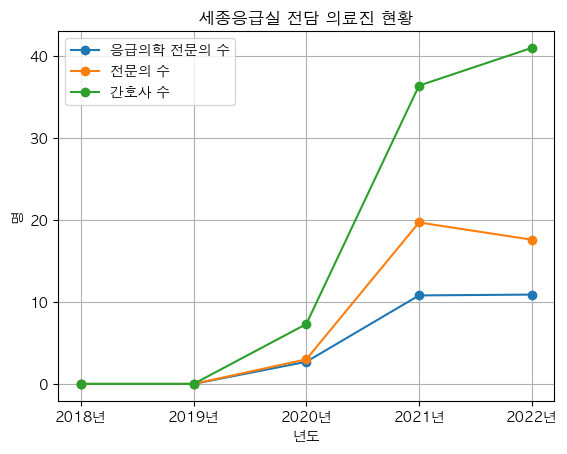 세종응급실 전담 의료진 현황
응급의학 전문의 수
전문의 수
간호사 수
명
40
30
20
10
0
2018년 2019년 2020년 2021년 2022년
년도